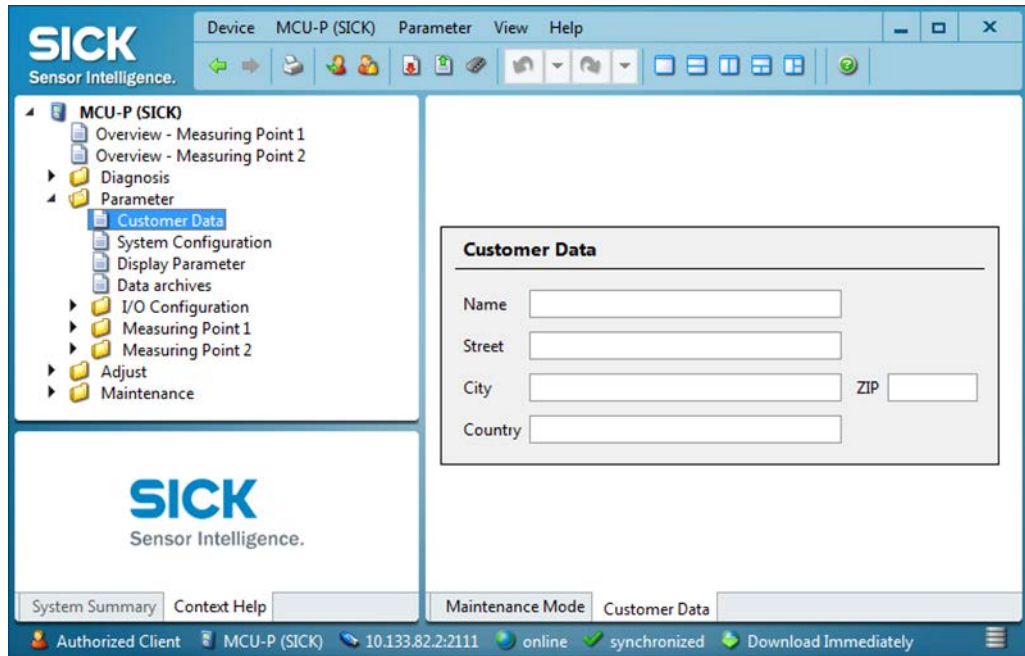 SICK
Sensor Intelligence.
Device MCU-P (SICK) Parameter View Help
MCU-P (SICK)
Overview - Measuring Point 1
Overview - Measuring Point 2
Diagnosis
Parameter
Customer Data
System Configuration
Display Parameter
Data archives
I/O Configuration
Measuring Point 1
Measuring Point 2
Adjust
Maintenance
SICK
Sensor Intelligence.
System Summary Context Help
Customer Data
Name
Street
City ZIP
Country
Maintenance Mode Customer Data
Authorized Client MCU-P (SICK) 10.133.82.2:2111 online synchronized Download Immediately